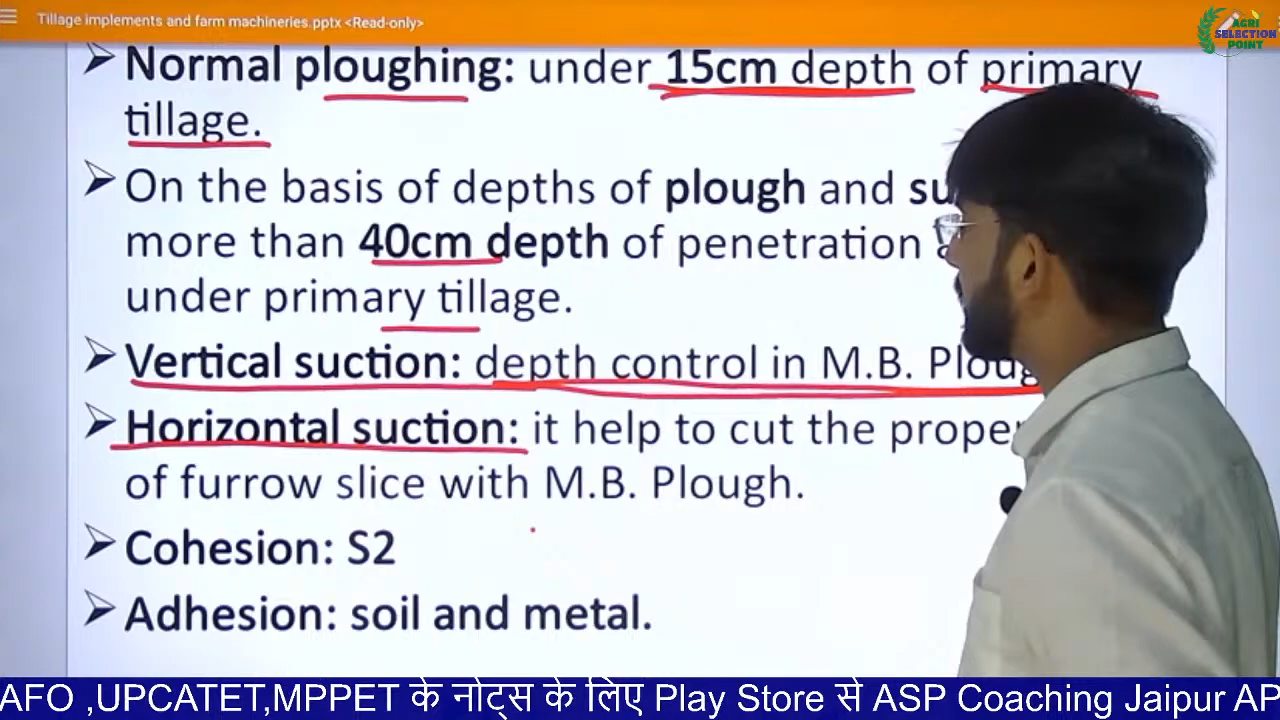 Tillage implements and farm machineries.pptx <Read-only>
AGRI
SELECTION
POINT
➢ Normal ploughing: under 15cm depth of primary
tillage.
➢ On the basis of depths of plough and
more than 40cm depth of penetration
under primary tillage.
➢ Vertical suction: depth control in M.B.
➢ Horizontal suction: it help to cut the
of furrow slice with M.B. Plough.
➢ Cohesion: S2
➢ Adhesion: soil and metal.
AFO ,UPCATET,MPPET के नोट्स के लिए Play Store से ASP Coaching Jaipur AP